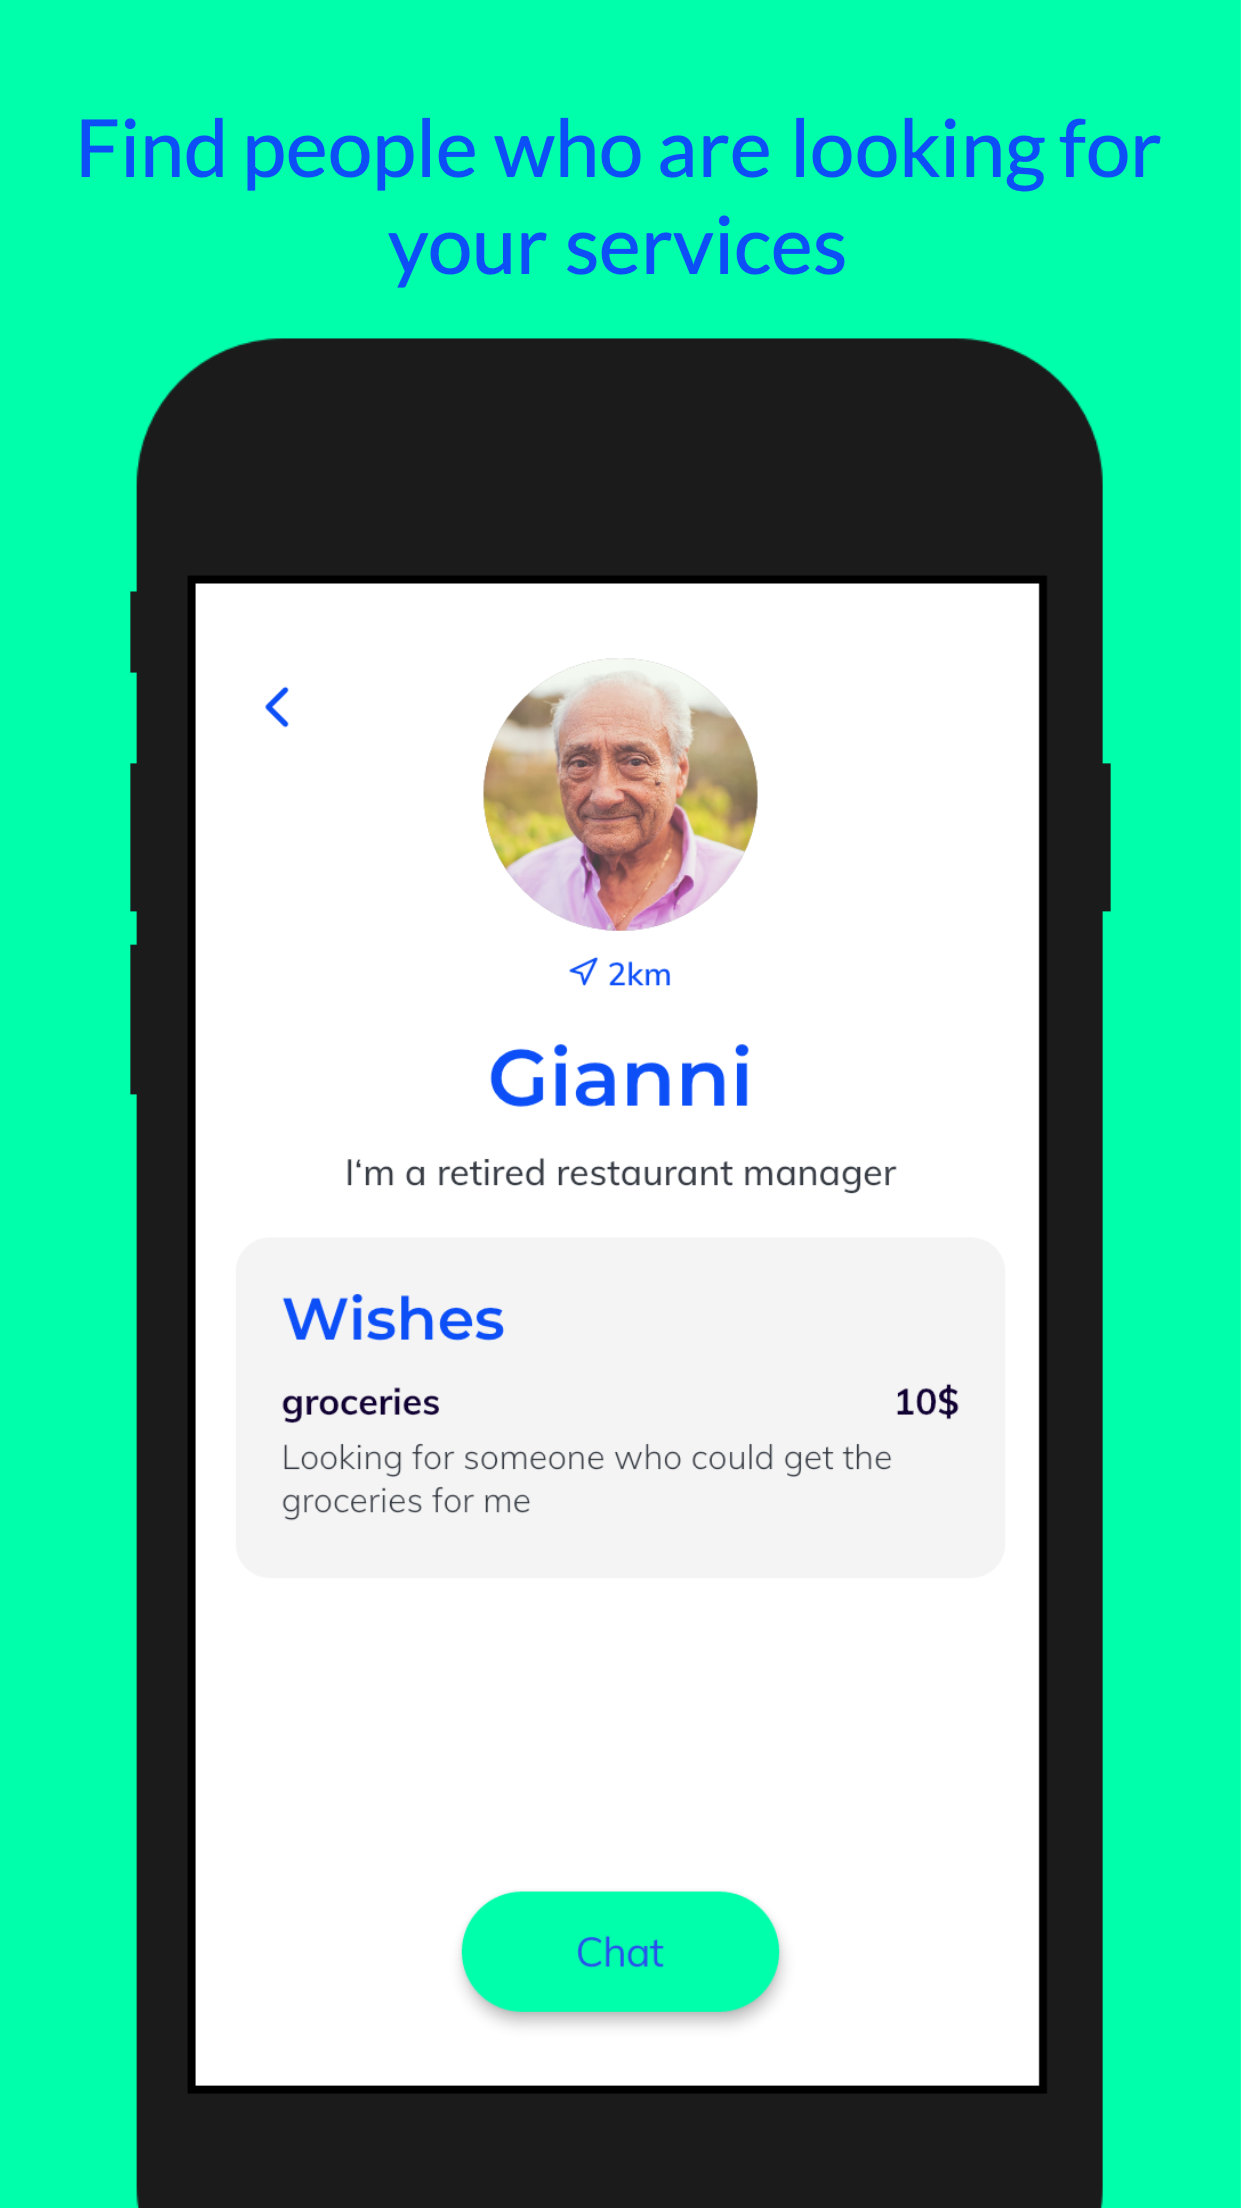 Find people who are looking for
your services
2km
Gianni
I‘m a retired restaurant manager
Wishes
groceries 10$
Looking for someone who could get the
groceries for me
Chat